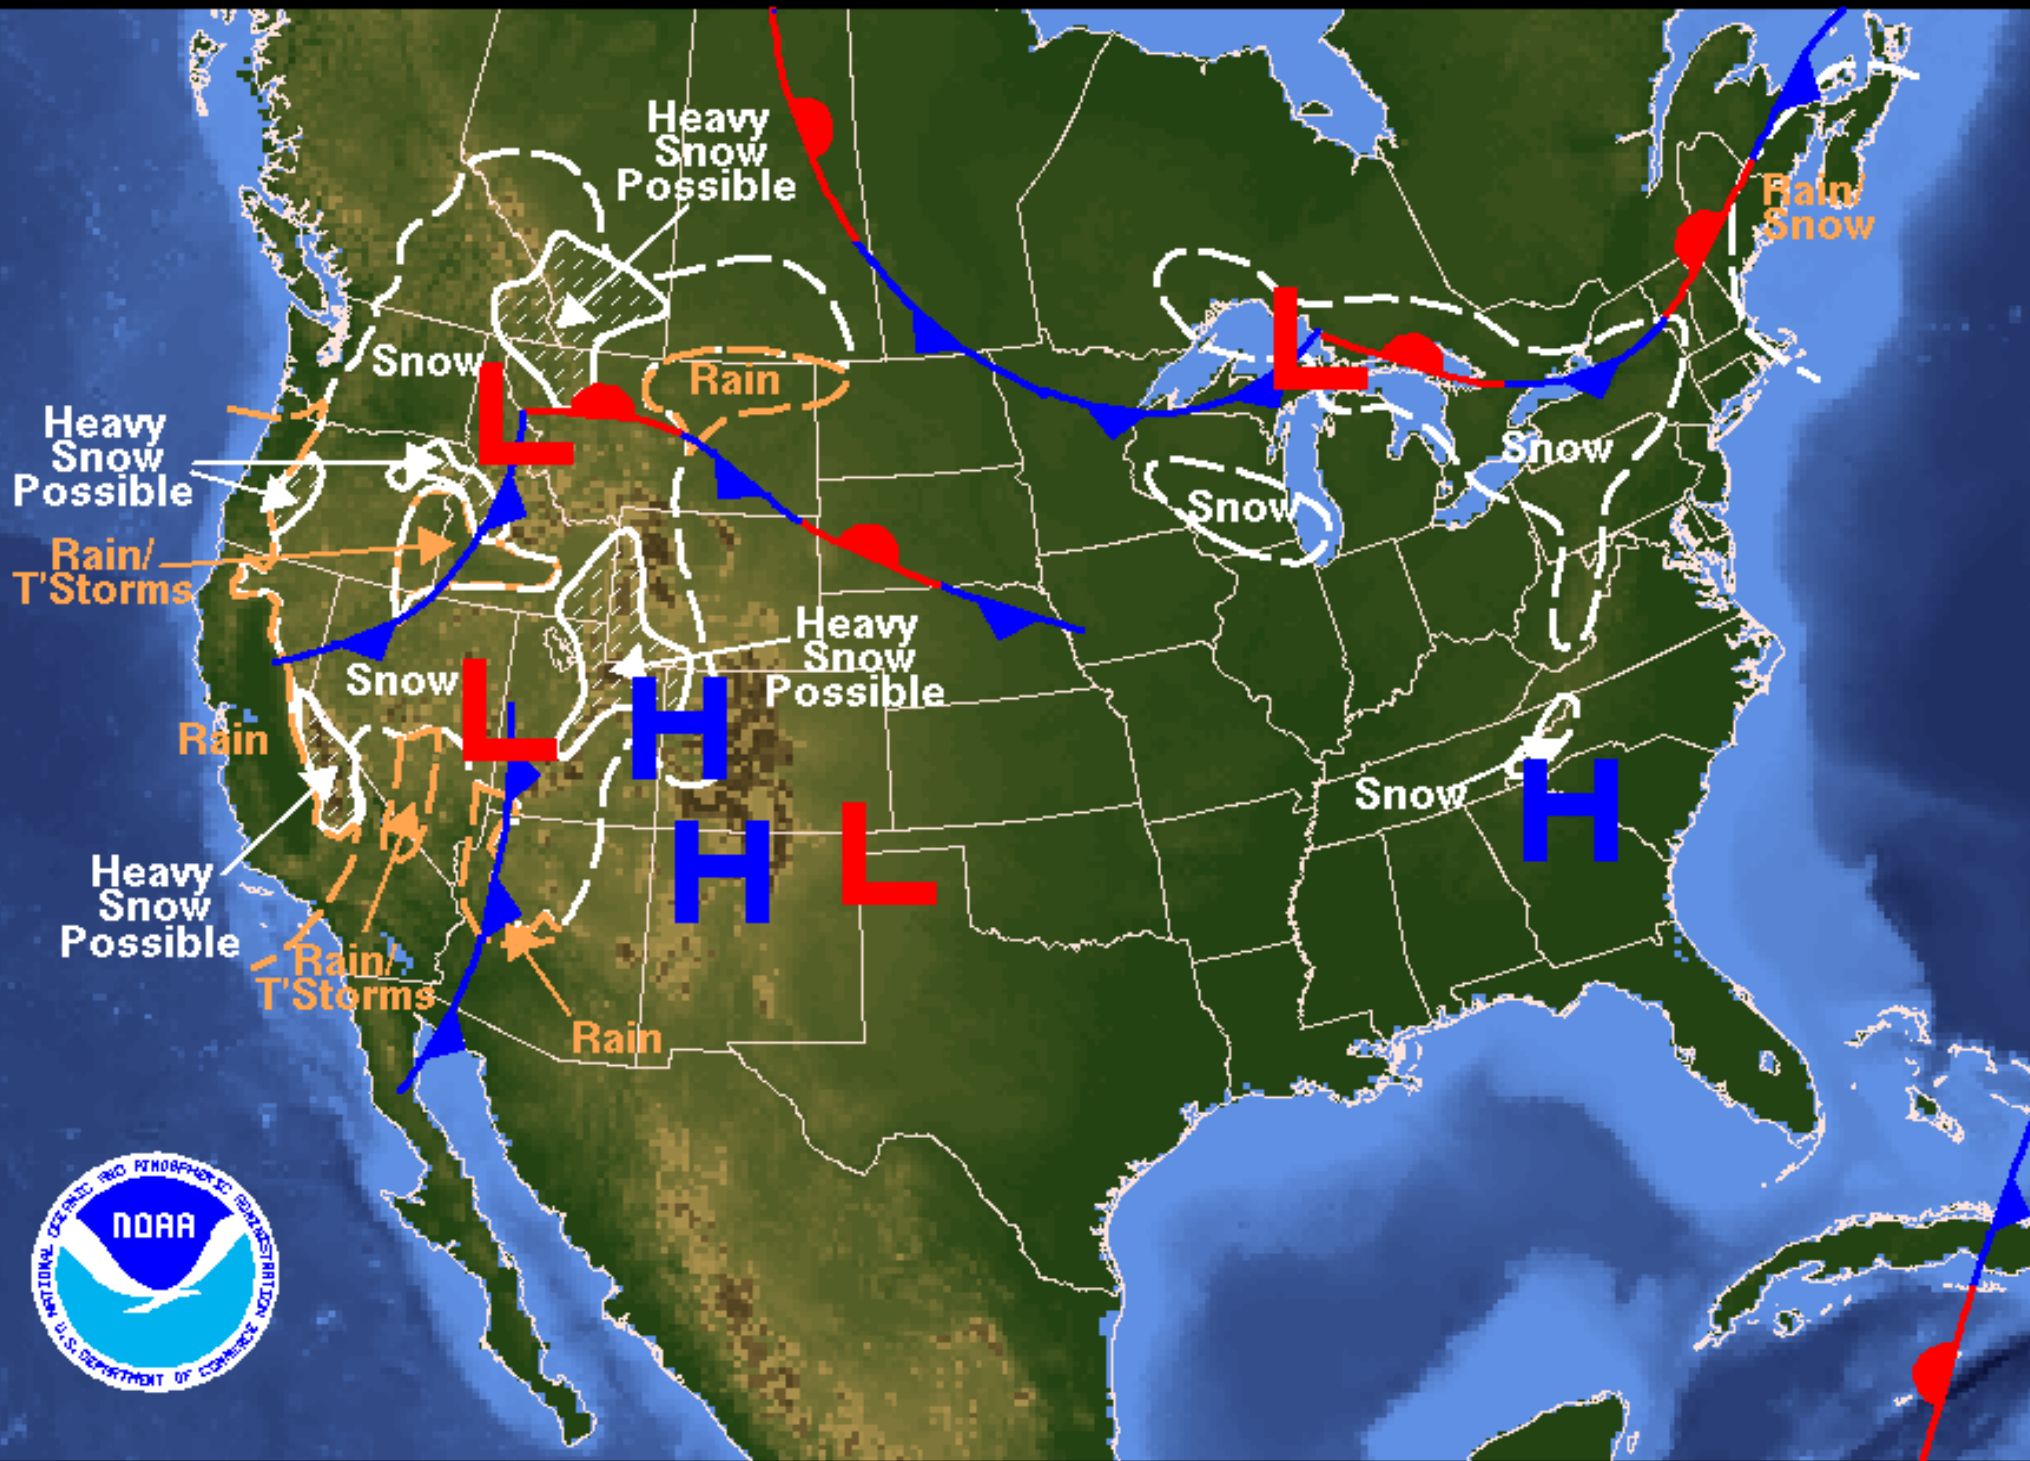 Heavy
Snow
Possible
Rain/
Snow
Snow
Rain
L
L
Heavy
Snow
Possible
Snow
Snow
Rain/
T'Storms
Heavy
Snow
Possible
Snow
L
H
Rain
Snow
H
Heavy
Snow
Possible
H
L
Rain/
T'Storms
Rain
NOAA
NATIONAL OCEANIC AND ATMOSPHERIC ADMINISTRATION
U.S. DEPARTMENT OF COMMERCE